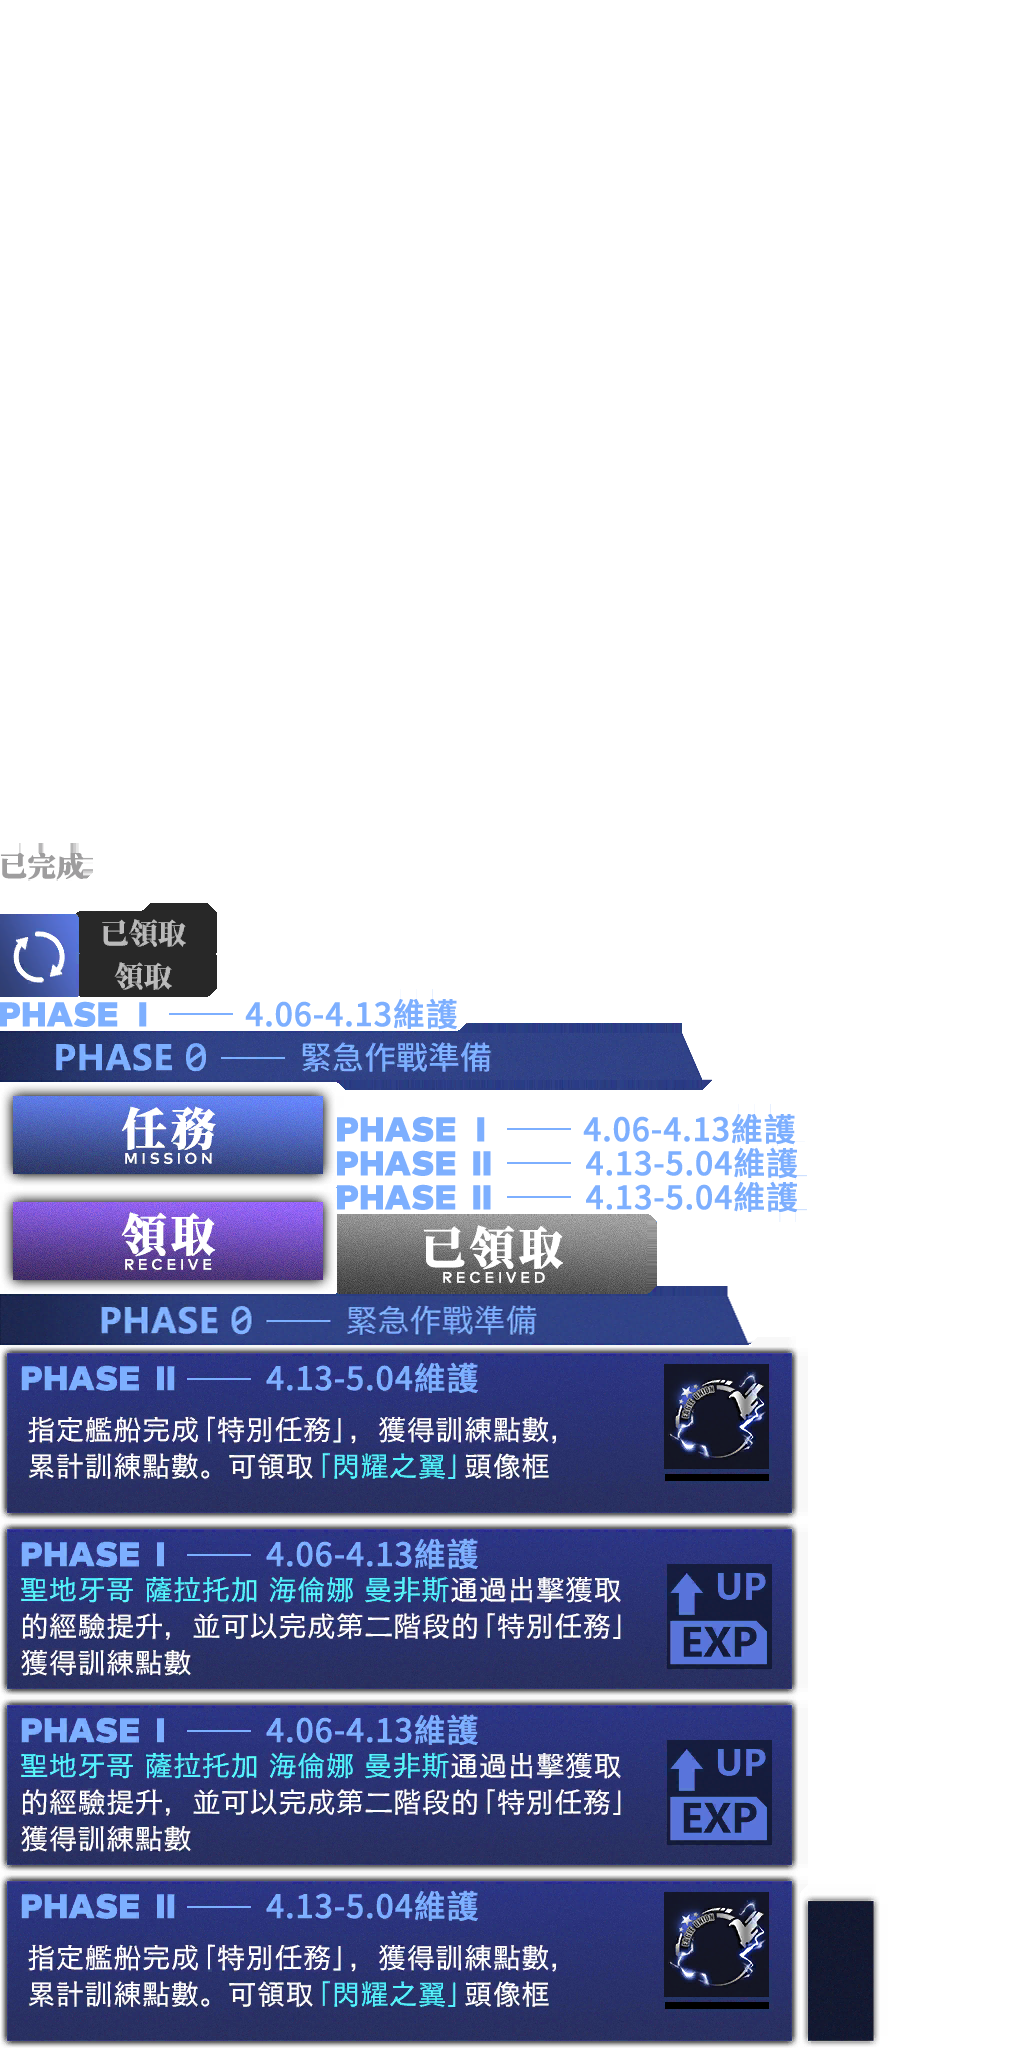 已完成
已領取
領取
PHASE I —— 4.06-4.13維護
PHASE 0 —— 緊急作戰準備
任務
MISSION
PHASE I —— 4.06-4.13維護
PHASE II —— 4.13-5.04維護
PHASE II —— 4.13-5.04維護
領取
RECEIVE
已領取
RECEIVED
PHASE 0 —— 緊急作戰準備
PHASE II —— 4.13-5.04維護
指定艦船完成「特別任務」，獲得訓練點數，
累計訓練點數。可領取「閃耀之翼」頭像框
EAGLE UNION
PHASE I —— 4.06-4.13維護
聖地牙哥 薩拉托加 海倫娜 曼非斯通過出擊獲取
的經驗提升，並可以完成第二階段的「特別任務」
獲得訓練點數
UP
EXP
PHASE I —— 4.06-4.13維護
聖地牙哥 薩拉托加 海倫娜 曼非斯通過出擊獲取
的經驗提升，並可以完成第二階段的「特別任務」
獲得訓練點數
UP
EXP
PHASE II —— 4.13-5.04維護
指定艦船完成「特別任務」，獲得訓練點數，
累計訓練點數。可領取「閃耀之翼」頭像框
EAGLE UNION